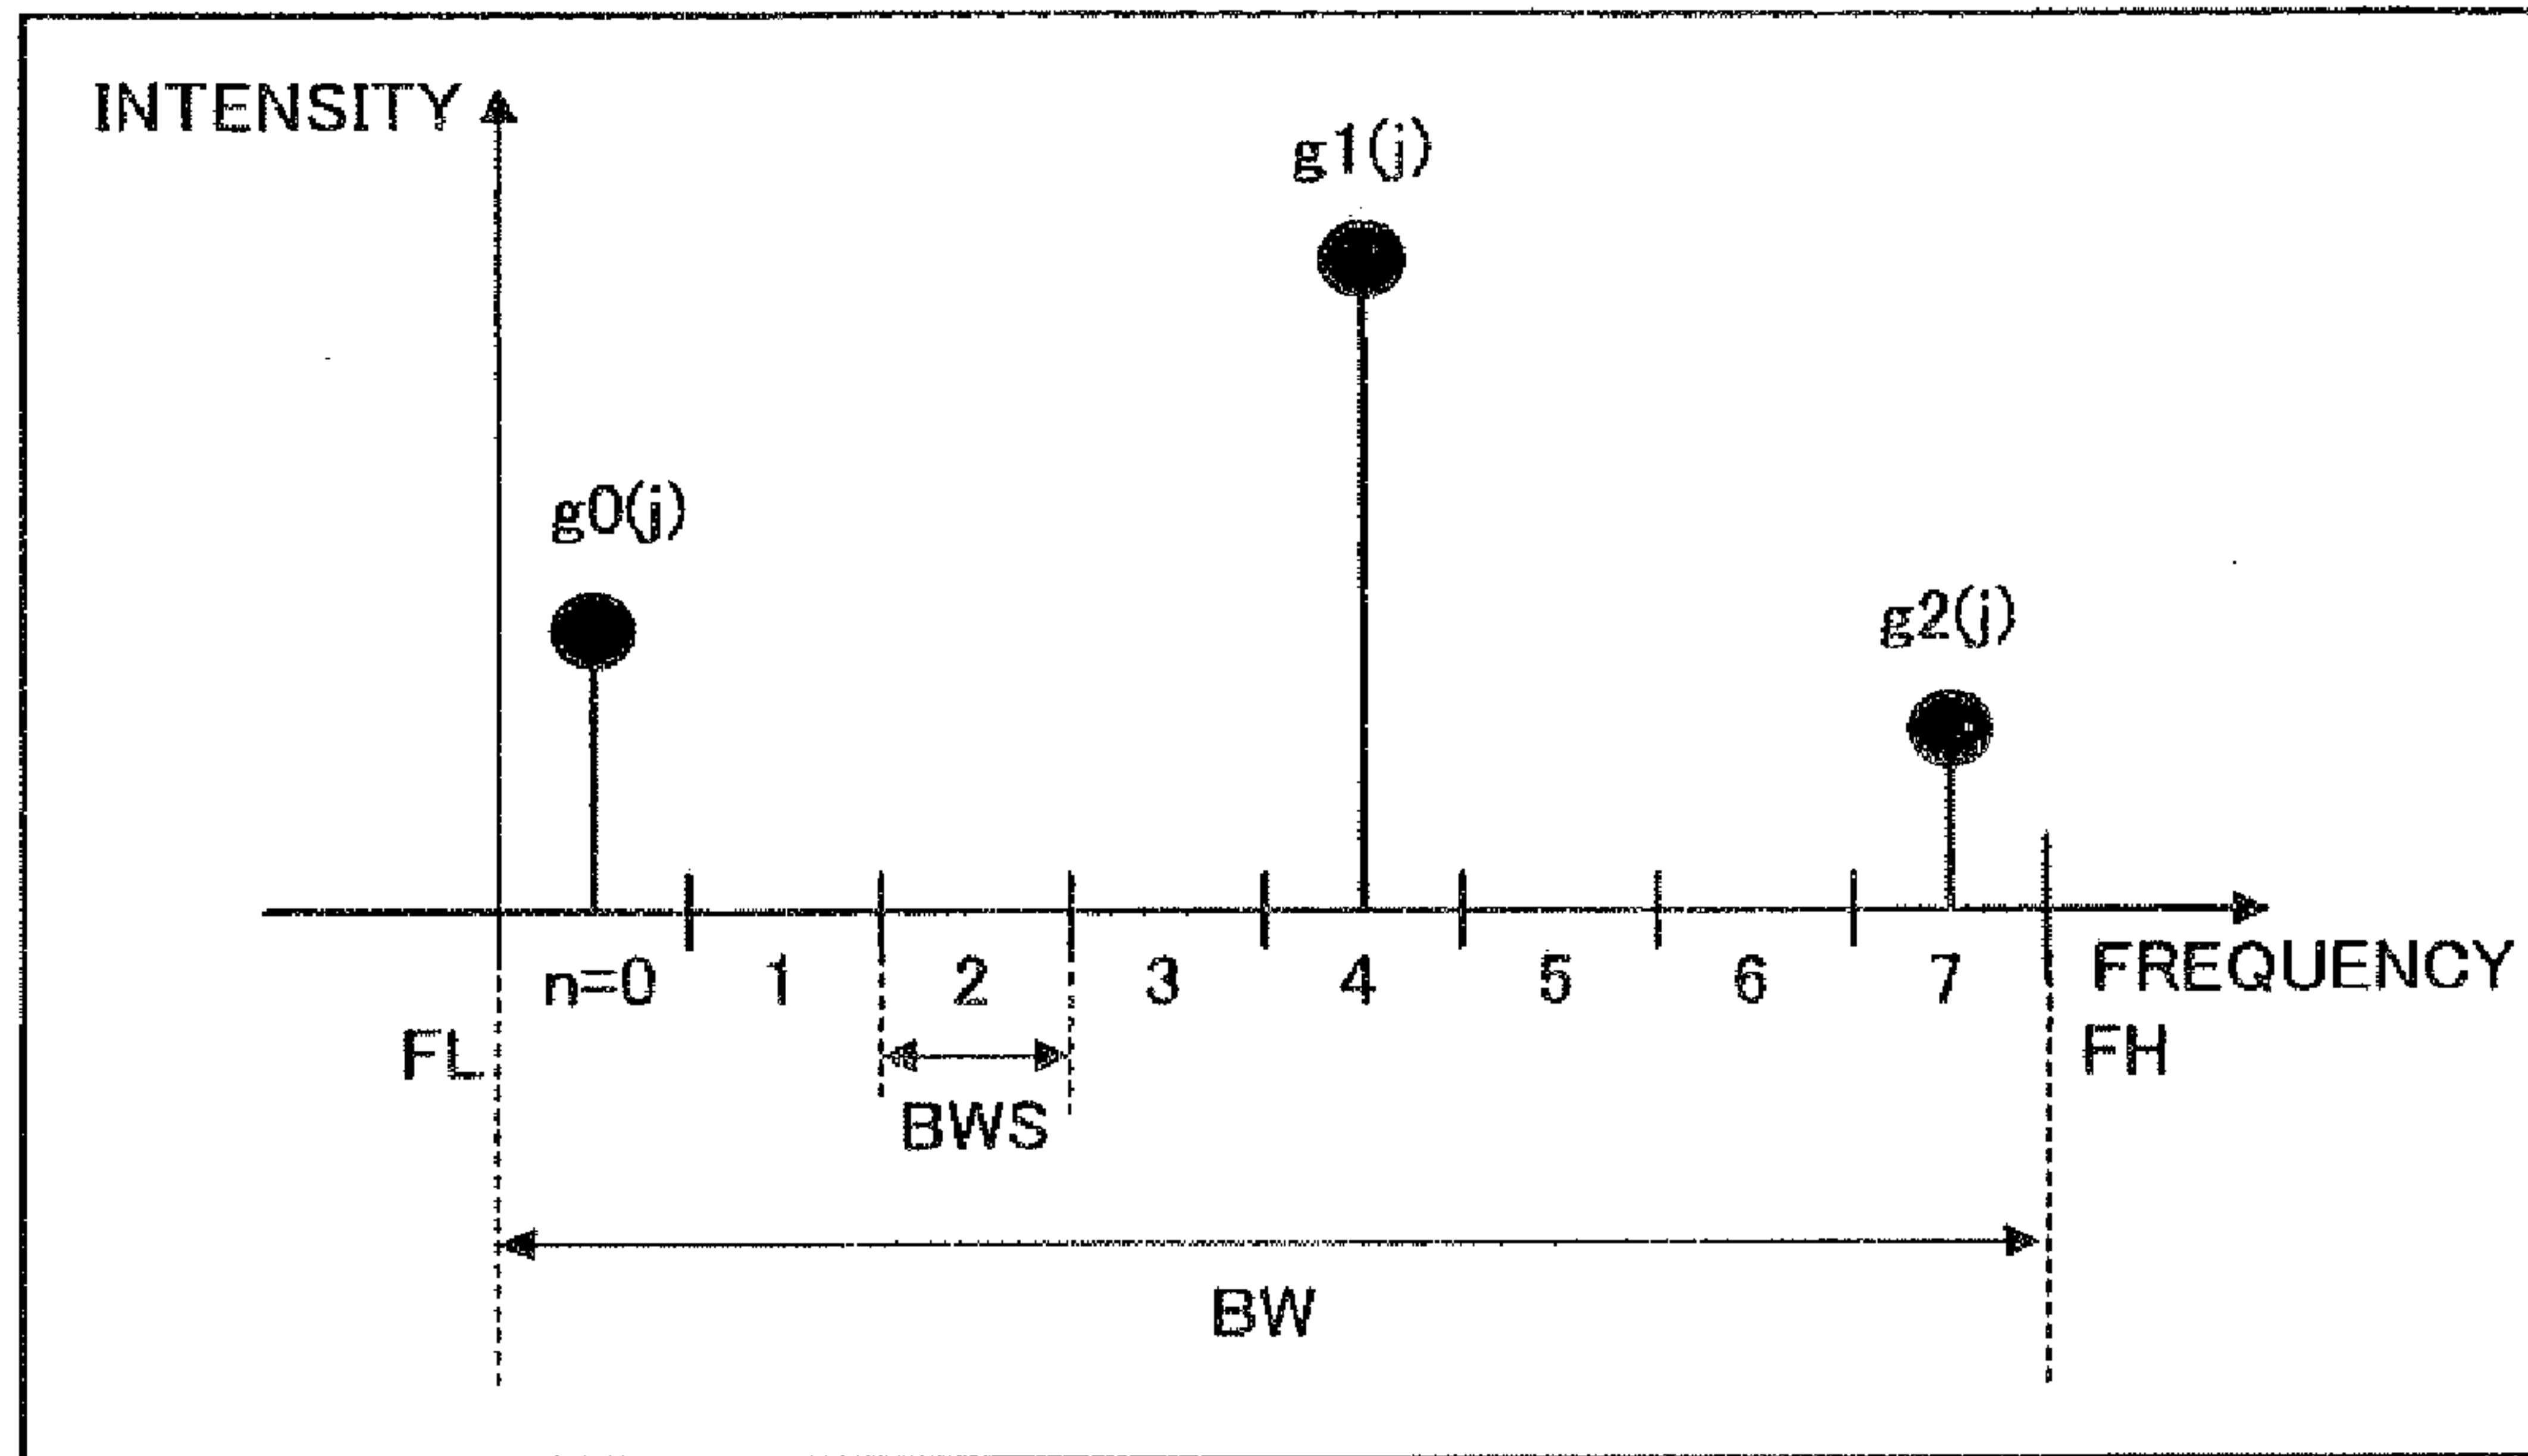 INTENSITY
g1(j)
g0(j)
g2(j)
n=0 1 2 3 4 5 6 7 FREQUENCY
FL FH
BWS
BW